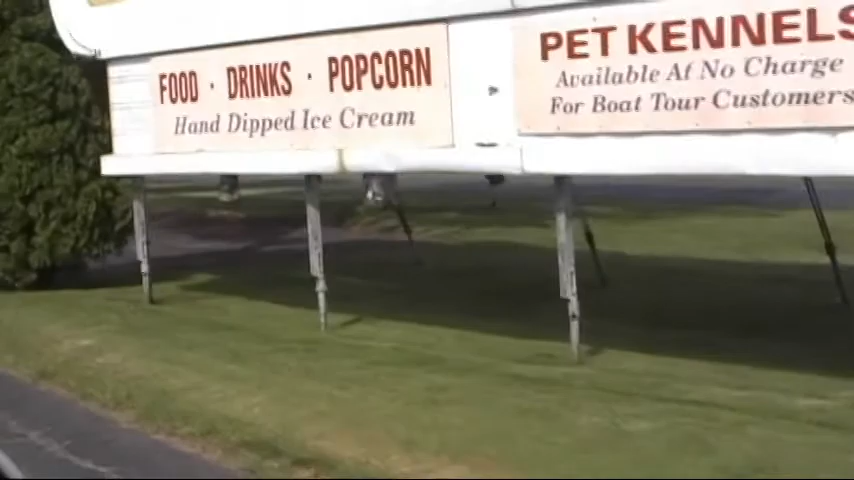 FOOD · DRINKS · POPCORN
Hand Dipped Ice Cream
PET KENNELS
Available At No Charge
For Boat Tour Customers